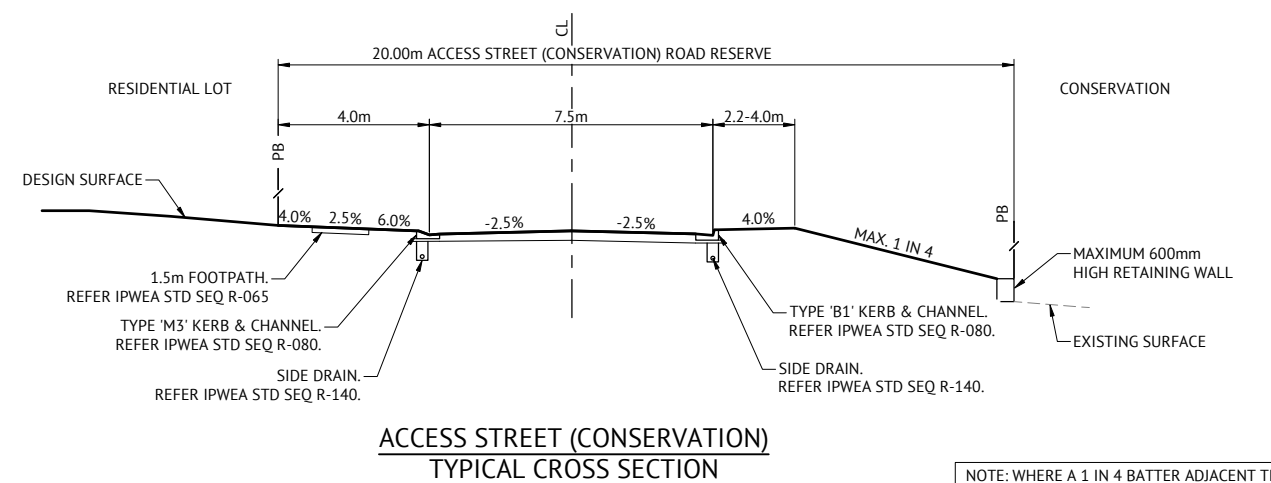 CL
20.00m ACCESS STREET (CONSERVATION) ROAD RESERVE
RESIDENTIAL LOT
CONSERVATION
4.0m
7.5m
2.2-4.0m
PB
PB
DESIGN SURFACE
4.0%
2.5%
6.0%
-2.5%
-2.5%
4.0%
MAX. 1 IN 4
MAXIMUM 600mm
HIGH RETAINING WALL
1.5m FOOTPATH.
REFER IPWEA STD SEQ R-065
TYPE 'M3' KERB & CHANNEL.
REFER IPWEA STD SEQ R-080.
TYPE 'B1' KERB & CHANNEL.
REFER IPWEA STD SEQ R-080.
EXISTING SURFACE
SIDE DRAIN.
REFER IPWEA STD SEQ R-140.
SIDE DRAIN.
REFER IPWEA STD SEQ R-140.
ACCESS STREET (CONSERVATION)
TYPICAL CROSS SECTION
NOTE: WHERE A 1 IN 4 BATTER ADJACENT